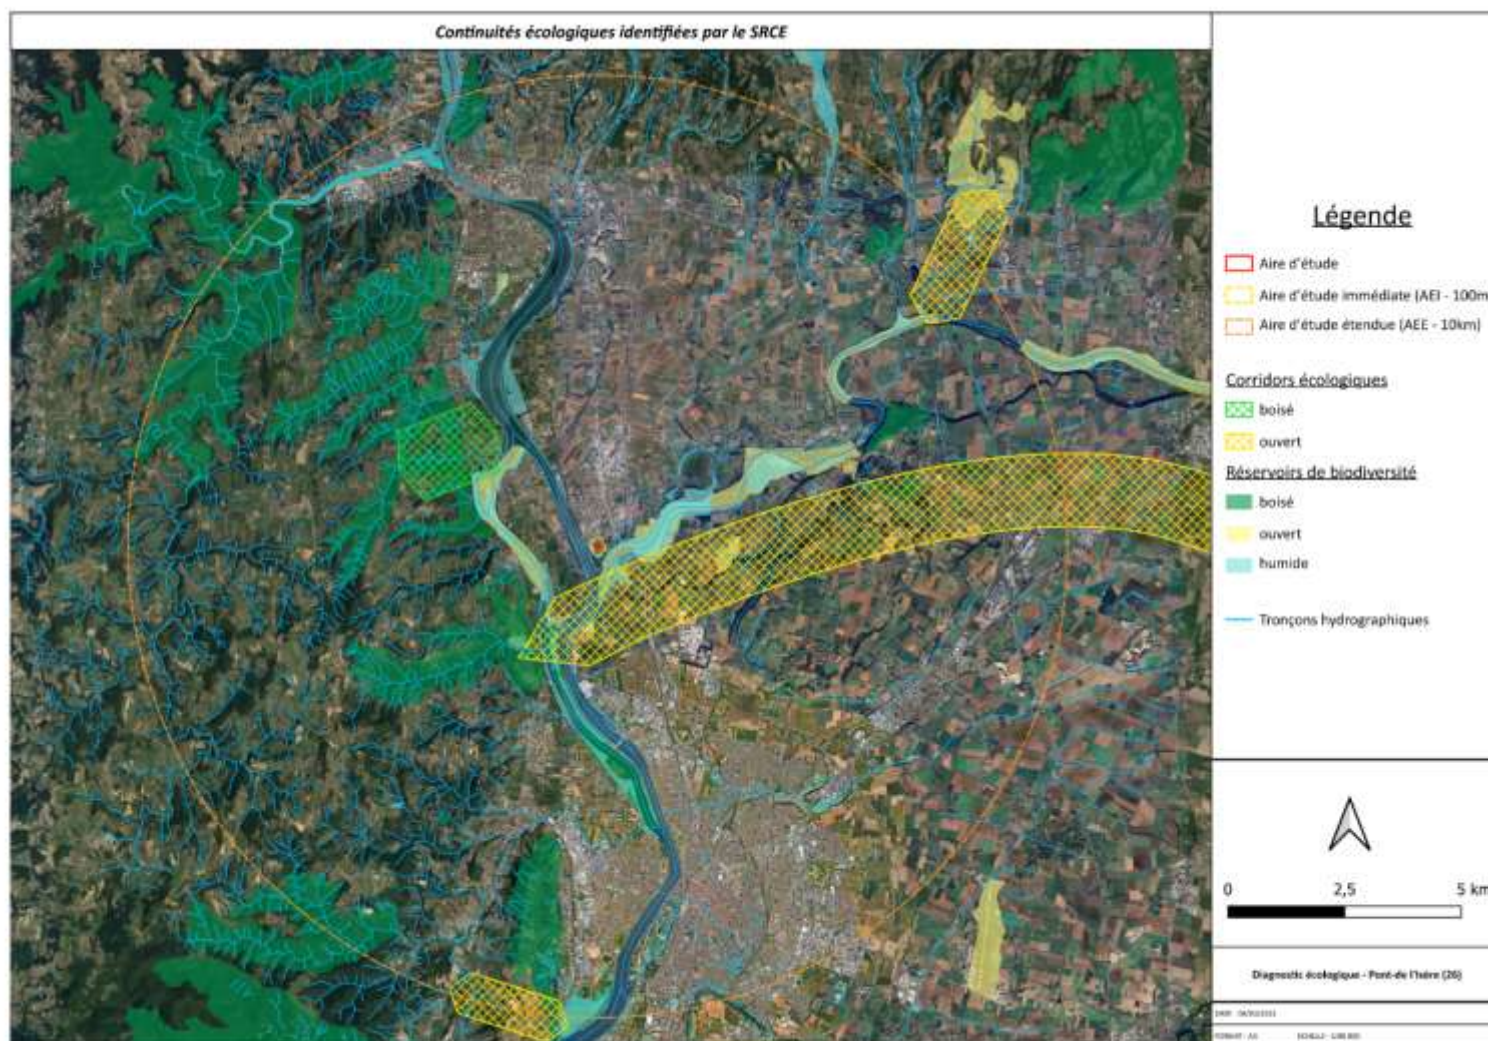 Continuités écologiques identifiées par le SRCE
Légende
Aire d'étude
Aire d'étude immédiate (AEI - 100m
Aire d'étude étendue (AEE - 10km)
Corridors écologiques
boisé
ouvert
Réservoirs de biodiversité
boisé
ouvert
humide
Tronçons hydrographiques
0 2,5 5 km
Diagnostic écologique - Pont-de l'Isère (26)